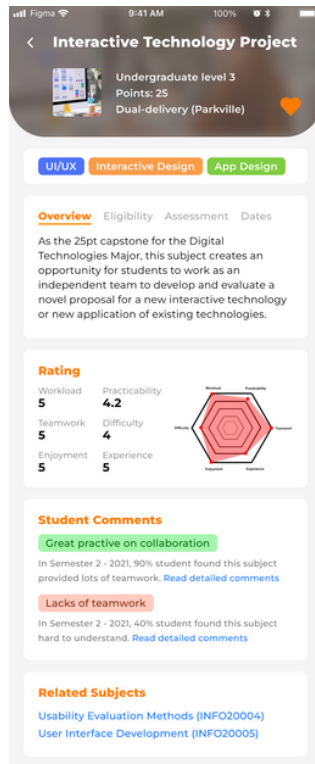 Figma 9:41 AM 100%
Interactive Technology Project
Undergraduate level 3
Points: 25
Dual-delivery (Parkville)
UI/UX Interactive Design App Design
Overview Eligibility Assessment Dates
As the 25pt capstone for the Digital
Technologies Major, this subject creates an
opportunity for students to work as an
independent team to develop and evaluate a
novel proposal for a new interactive technology
or new application of existing technologies.
Rating
Workload Practicability
5 4.2
Teamwork Difficulty
5 4
Enjoyment Experience
5 5
Workload Practicability
Difficulty Teamwork
Enjoyment Experience
Student Comments
Great practive on collaboration
In Semester 2 - 2021, 90% student found this subject
provided lots of teamwork. Read detailed comments
Lacks of teamwork
In Semester 2 - 2021, 40% student found this subject
hard to understand. Read detailed comments
Related Subjects
Usability Evaluation Methods (INFO20004)
User Interface Development (INFO20005)